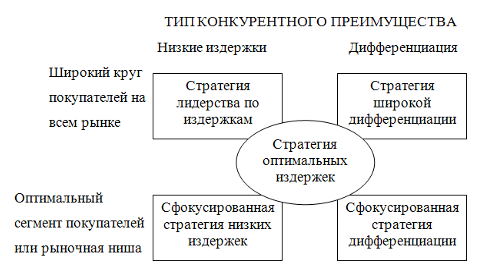 ТИП КОНКУРЕНТНОГО ПРЕИМУЩЕСТВА
Низкие издержки
Дифференциация
Широкий круг
покупателей на
всем рынке
Стратегия
лидерства по
издержкам
Стратегия
широкой
дифференциации
Стратегия
оптимальных
издержек
Оптимальный
сегмент покупателей
или рыночная ниша
Сфокусированная
стратегия низких
издержек
Сфокусированная
стратегия
дифференциации